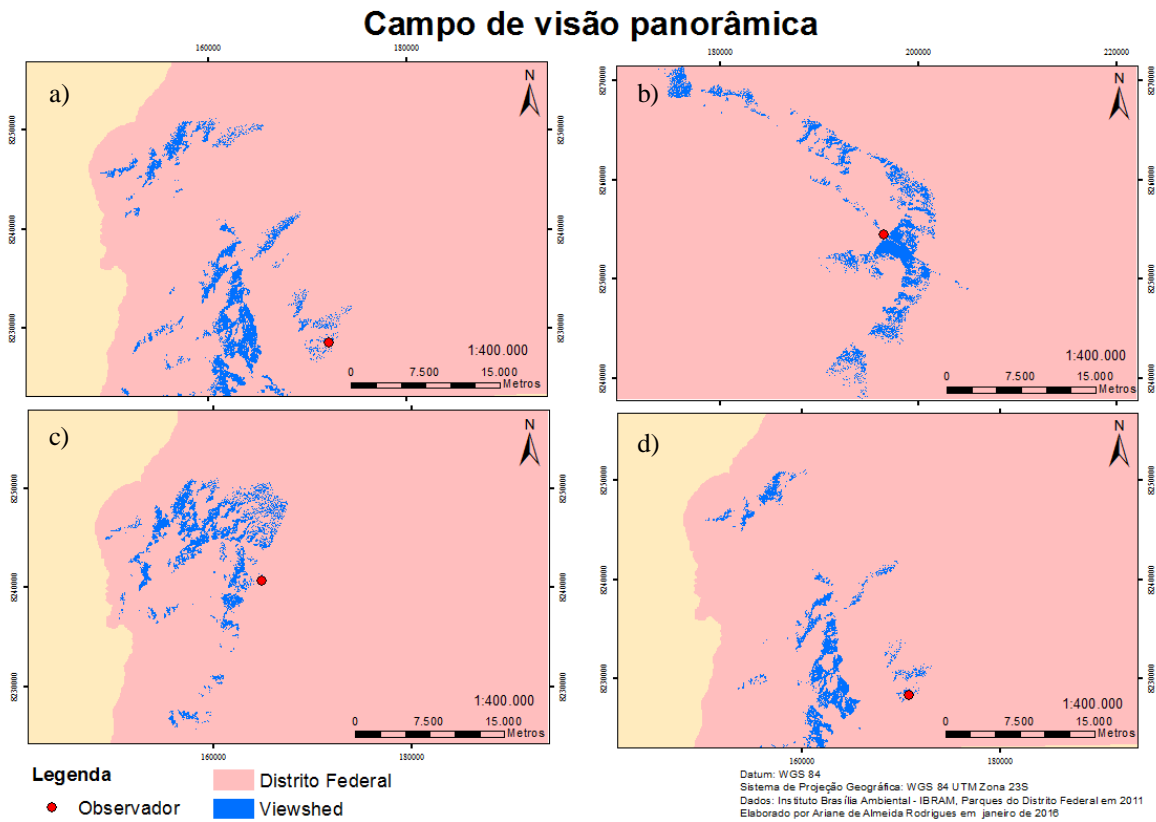 Campo de visão panorâmica
160000 180000
a)
N
8250000
8240000
8230000
1:400.000
0 7.500 15.000
Metros
180000 200000 220000
b)
N
8270000
8240000
8250000
8240000
1:400.000
0 7.500 15.000
Metros
c)
N
8250000
8240000
8230000
1:400.000
0 7.500 15.000
Metros
160000 180000
d)
N
8250000
8240000
8230000
1:400.000
0 7.500 15.000
Metros
160000 180000
Legenda
Observador
Distrito Federal
Viewshed
Datum: WGS 84
Sistema de Projeção Geográfica: WGS 84 UTM Zona 23S
Dados: Instituto Brasília Ambiental - IBRAM, Parques do Distrito Federal em 2011
Elaborado por Ariane de Almeida Rodrigues em janeiro de 2016